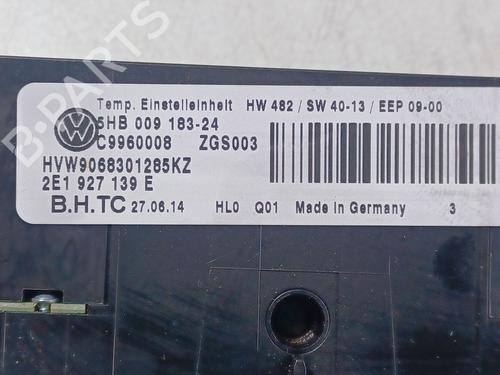 Temp. Einstelleinheit HW 482 / SW 40-13 / EEP 09-00
5HB 009 183-24
C9960008 ZGS003
HVW9068301285KZ
2E1 927 139 E
B.H.TC 27.06.14 HL0 Q01 Made in Germany 3
B-PARTS